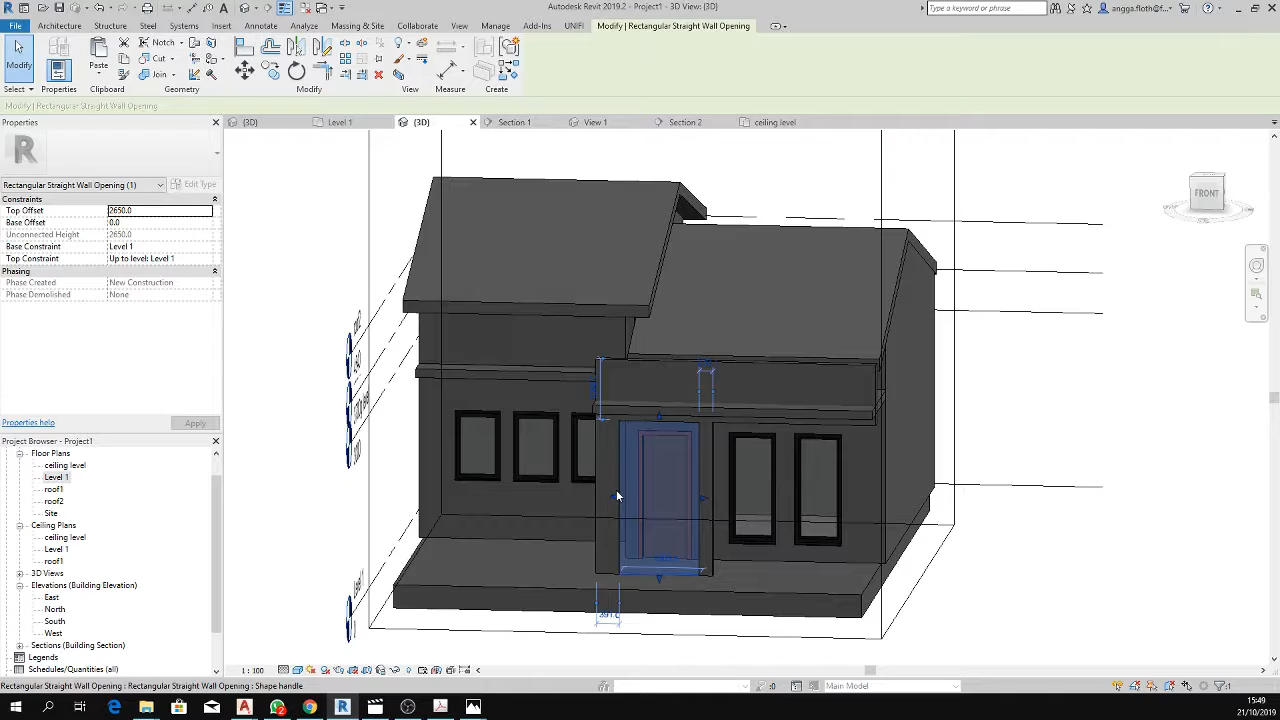 Autodesk Revit 2019.2 - Project1 - 3D View: {3D}
Type a keyword or phrase
angga.floth@...
File Architecture Structure Steel Systems Insert Annotate Analyze Massing & Site Collaborate View Manage Add-Ins UNIFI Modify | Rectangular Straight Wall Opening
Modify
Paste
Notch
Cut
Join
Select Properties Clipboard Geometry Modify View Measure Create
Modify | Rectangular Straight Wall Opening
Properties
{3D} Level 1 {3D} Section 1 View 1 Section 2 ceiling level
FRONT
Rectangular Straight Wall Opening (1) Edit Type
Constraints
Top Offset 2650.0
Base Offset 0.0
Unconnected Height 2650.0
Base Constraint Level 1
Top Constraint Up to level: Level 1
Phasing
Phase Created New Construction
Phase Demolished None
Properties help Apply
Project Browser - Project1
Floor Plans
ceiling level
Level 1
roof1
roof2
Site
Ceiling Plans
ceiling level
Level 1
roof1
3D Views
Elevations (Building Elevation)
East
North
South
West
Sections (Building Section)
Legends
Schedules/Quantities (all)
1 : 100
Rectangular Straight Wall Opening : Rectangular Straight Wall Opening : Shape handle
:0
Main Model
:1
15:49
21/10/2019